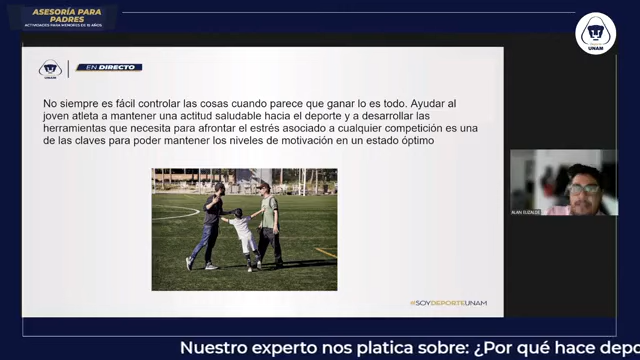 ASESORÍA PARA
PADRES
ACTIVIDADES PARA MENORES DE 15 AÑOS
UNAM
UNAM
EN DIRECTO
No siempre es fácil controlar las cosas cuando parece que ganar lo es todo. Ayudar al
joven atleta a mantener una actitud saludable hacia el deporte y a desarrollar las
herramientas que necesita para afrontar el estrés asociado a cualquier competición es una
de las claves para poder mantener los niveles de motivación en un estado óptimo
ALAN ELIZALDE
#SOYDEPORTEUNAM
Nuestro experto nos platica sobre: ¿Por qué hace depo